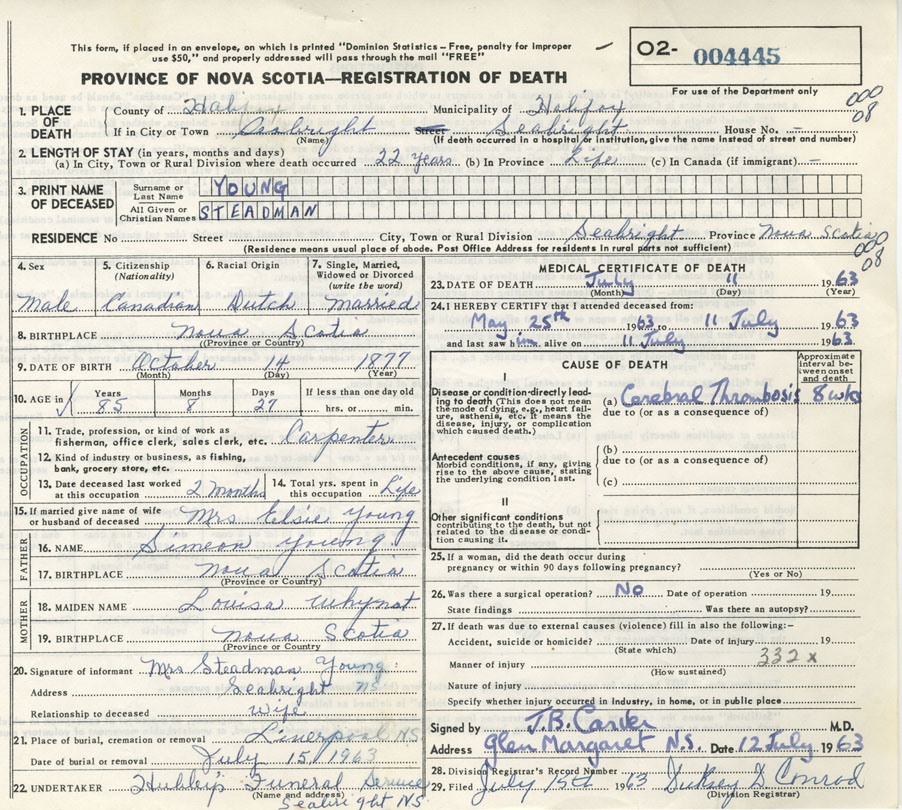 This form, if placed in an envelope, on which is printed "Dominion Statistics – Free, penalty for improper
use $50," and properly addressed will pass through the mail "FREE"
O2- 004445
PROVINCE OF NOVA SCOTIA—REGISTRATION OF DEATH
For use of the Department only
000
08
1. PLACE OF DEATH
County of Halifax Municipality of Halifax
If in City or Town Seabright Street Seabright House No. –
(Name) (If death occurred in a hospital or institution, give the name instead of street and number)
2. LENGTH OF STAY (in years, months and days)
(a) In City, Town or Rural Division where death occurred 22 years (b) In Province Life (c) In Canada (if immigrant) –
3. PRINT NAME OF DECEASED
Surname or Last Name YOUNG
All Given or Christian Names STEADMAN
RESIDENCE No Street City, Town or Rural Division Seabright Province Nova Scotia
(Residence means usual place of abode. Post Office Address for residents in rural parts not sufficient)
000
08
4. Sex Male
5. Citizenship (Nationality) Canadian
6. Racial Origin Dutch
7. Single, Married, Widowed or Divorced (write the word) Married
8. BIRTHPLACE Nova Scotia
(Province or Country)
9. DATE OF BIRTH October 14 1877
(Month) (Day) (Year)
10. AGE in Years Months Days If less than one day old
85 8 27 hrs. or min.
OCCUPATION
11. Trade, profession, or kind of work as
fisherman, office clerk, sales clerk, etc. Carpenter
12. Kind of industry or business, as fishing,
bank, grocery store, etc.
13. Date deceased last worked at this occupation 2 Months
14. Total yrs. spent in this occupation Life
15. If married give name of wife
or husband of deceased Mrs Elsie Young
FATHER
16. NAME Simeon Young
17. BIRTHPLACE Nova Scotia
(Province or Country)
MOTHER
18. MAIDEN NAME Louisa Whynot
19. BIRTHPLACE Nova Scotia
(Province or Country
20. Signature of informant Mrs Steadman Young
Address Seabright NS
Relationship to deceased Wife
21. Place of burial, cremation or removal Liverpool NS
Date of burial or removal July 15, 1963
22. UNDERTAKER Hubley's Funeral Service
(Name and address)
Seabright NS
MEDICAL CERTIFICATE OF DEATH
23. DATE OF DEATH July 11 1963
(Month) (Day) (Year)
24. I HEREBY CERTIFY that I attended deceased from:
May 25th 1963 to 11 July 1963
and last saw him alive on 11 July 1963
CAUSE OF DEATH
Approximate interval between onset and death
I
Disease or condition directly leading
to death (This does not mean
the mode of dying, e.g., heart failure,
asthenia, etc. It means the
disease, injury, or complication
which caused death.)
(a) Cerebral Thrombosis 8 wks
due to (or as a consequence of)
Antecedent causes
Morbid conditions, if any, giving
rise to the above cause, stating
the underlying condition last.
(b)
due to (or as a consequence of)
(c)
II
Other significant conditions
contributing to the death, but not
related to the disease or condition
causing it.
25. If a woman, did the death occur during
pregnancy or within 90 days following pregnancy?
(Yes or No)
26. Was there a surgical operation? NO Date of operation 19
State findings Was there an autopsy?
27. If death was due to external causes (violence) fill in also the following:–
Accident, suicide or homicide? Date of injury 19
(State which)
332 x
Manner of injury
(How sustained)
Nature of injury
Specify whether injury occurred in industry, in home, or in public place
Signed by J.B. Carder M.D.
Address Glen Margaret N.S. Date 12 July 1963
28. Division Registrar's Record Number
29. Filed July 15th 1963 Conrad
(Division Registrar)